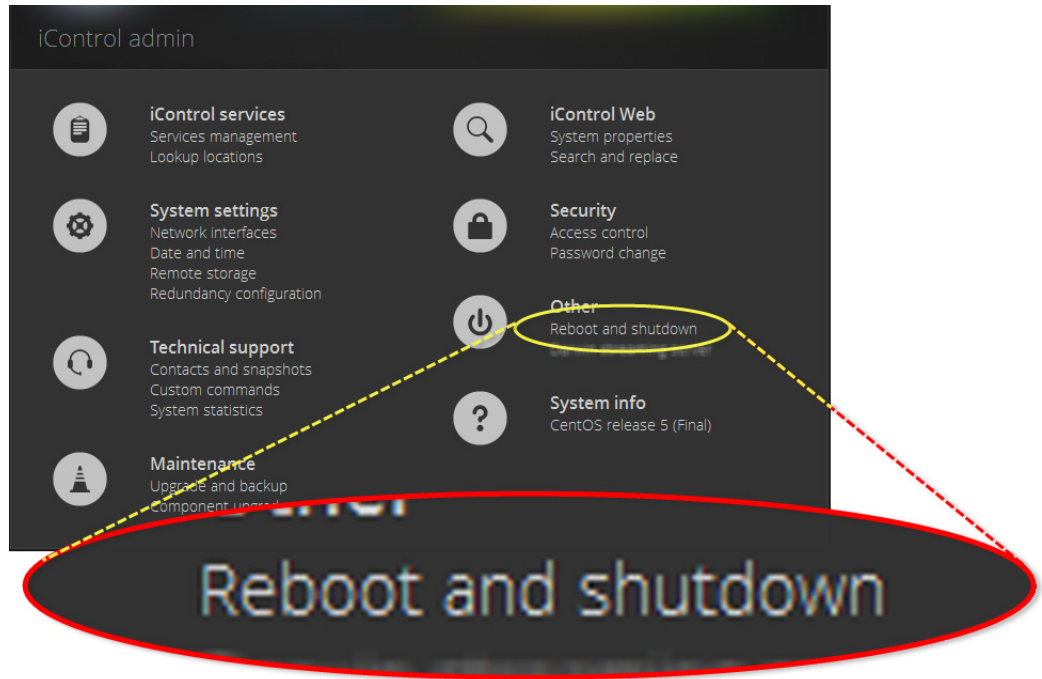 iControl admin
iControl services
Services management
Lookup locations
System settings
Network interfaces
Date and time
Remote storage
Redundancy configuration
Technical support
Contacts and snapshots
Custom commands
System statistics
Maintenance
Upgrade and backup
Component
iControl Web
System properties
Search and replace
Security
Access control
Password change
Other
Reboot and shutdown
System info
CentOS release 5 (Final)
Reboot and shutdown